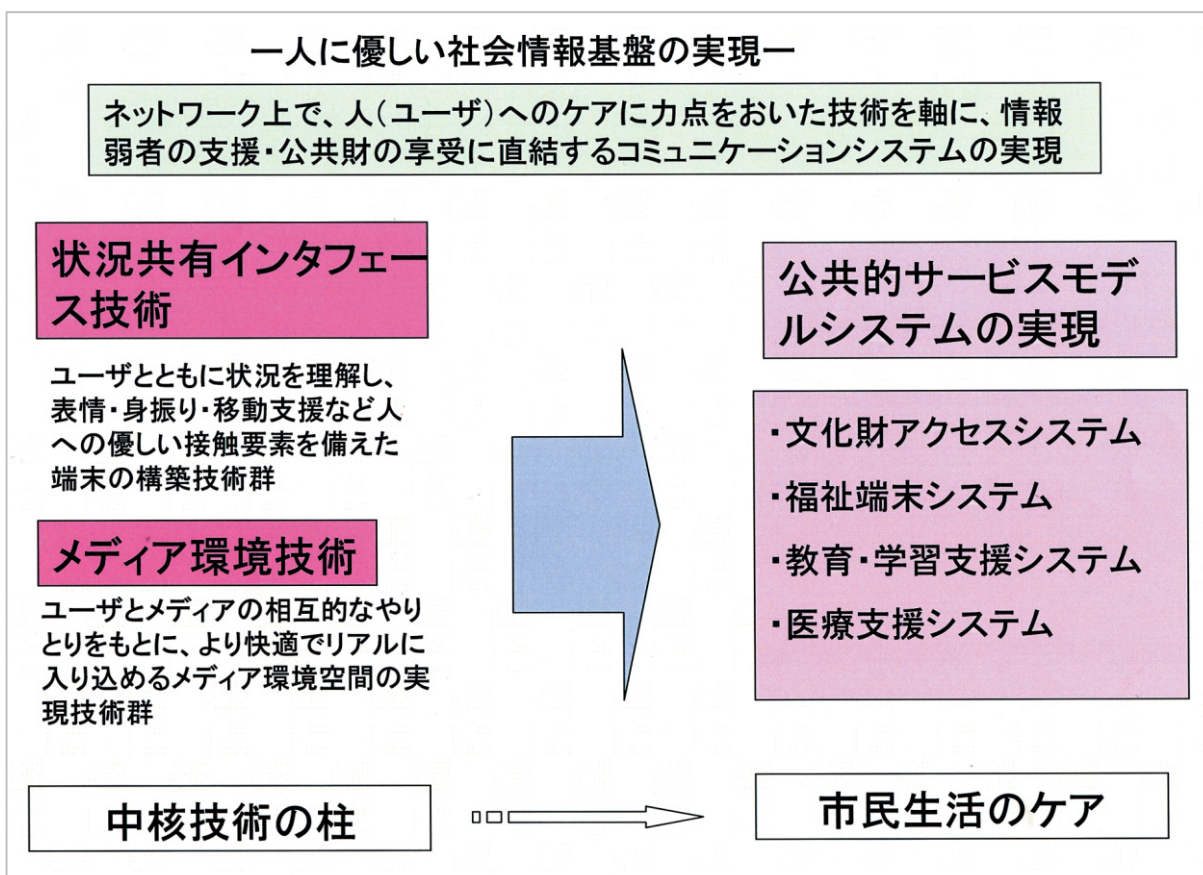 ー人に優しい社会情報基盤の実現ー
ネットワーク上で、人(ユーザ)へのケアに力点をおいた技術を軸に、情報
弱者の支援・公共財の享受に直結するコミュニケーションシステムの実現
状況共有インタフェー
ス技術
ユーザとともに状況を理解し、
表情・身振り・移動支援など人
への優しい接触要素を備えた
端末の構築技術群
メディア環境技術
ユーザとメディアの相互的なやり
とりをもとに、より快適でリアルに
入り込めるメディア環境空間の実
現技術群
中核技術の柱
公共的サービスモデ
ルシステムの実現
・文化財アクセスシステム
・福祉端末システム
・教育・学習支援システム
・医療支援システム
市民生活のケア